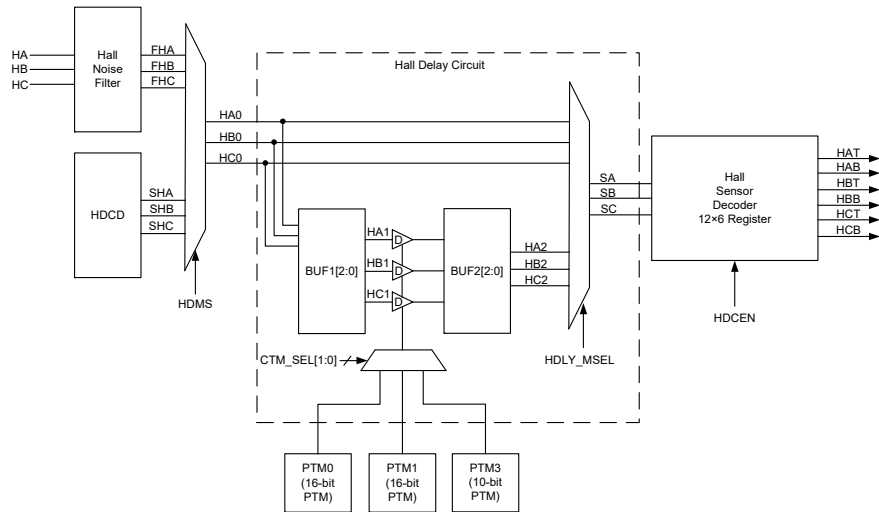 HA
HB
HC
Hall
Noise
Filter
FHA
FHB
FHC
HDCD
SHA
SHB
SHC
HDMS
HA0
HB0
HC0
Hall Delay Circuit
BUF1[2:0]
HA1
HB1
HC1
D
D
D
BUF2[2:0]
HA2
HB2
HC2
CTM_SEL[1:0]
HDLY_MSEL
SA
SB
SC
Hall
Sensor
Decoder
12×6 Register
HDCEN
HAT
HAB
HBT
HBB
HCT
HCB
PTM0
(16-bit
PTM)
PTM1
(16-bit
PTM)
PTM3
(10-bit
PTM)